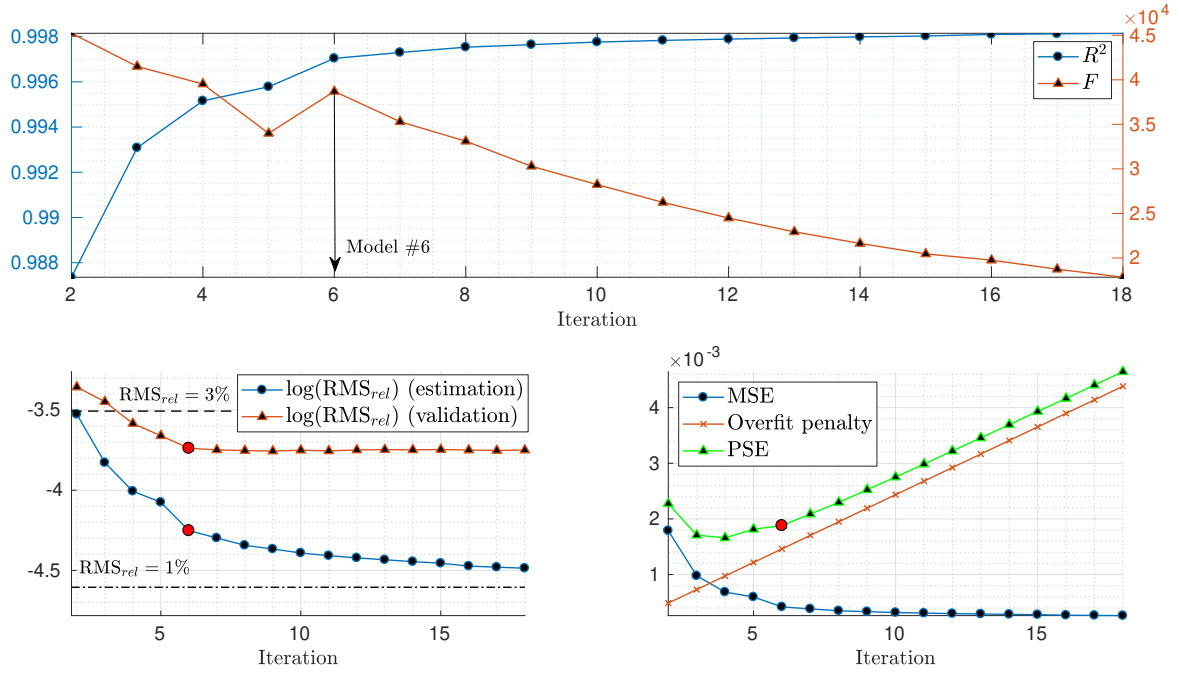 ×10⁴
0.998
0.996
0.994
0.992
0.99
0.988
4.5
4
3.5
3
2.5
2
R²
F
Model #6
2 4 6 8 10 12 14 16 18
Iteration
-3.5
-4
-4.5
RMS_rel = 3%
log(RMS_rel) (estimation)
log(RMS_rel) (validation)
RMS_rel = 1%
5 10 15
Iteration
×10⁻³
4
3
2
1
MSE
Overfit penalty
PSE
5 10 15
Iteration